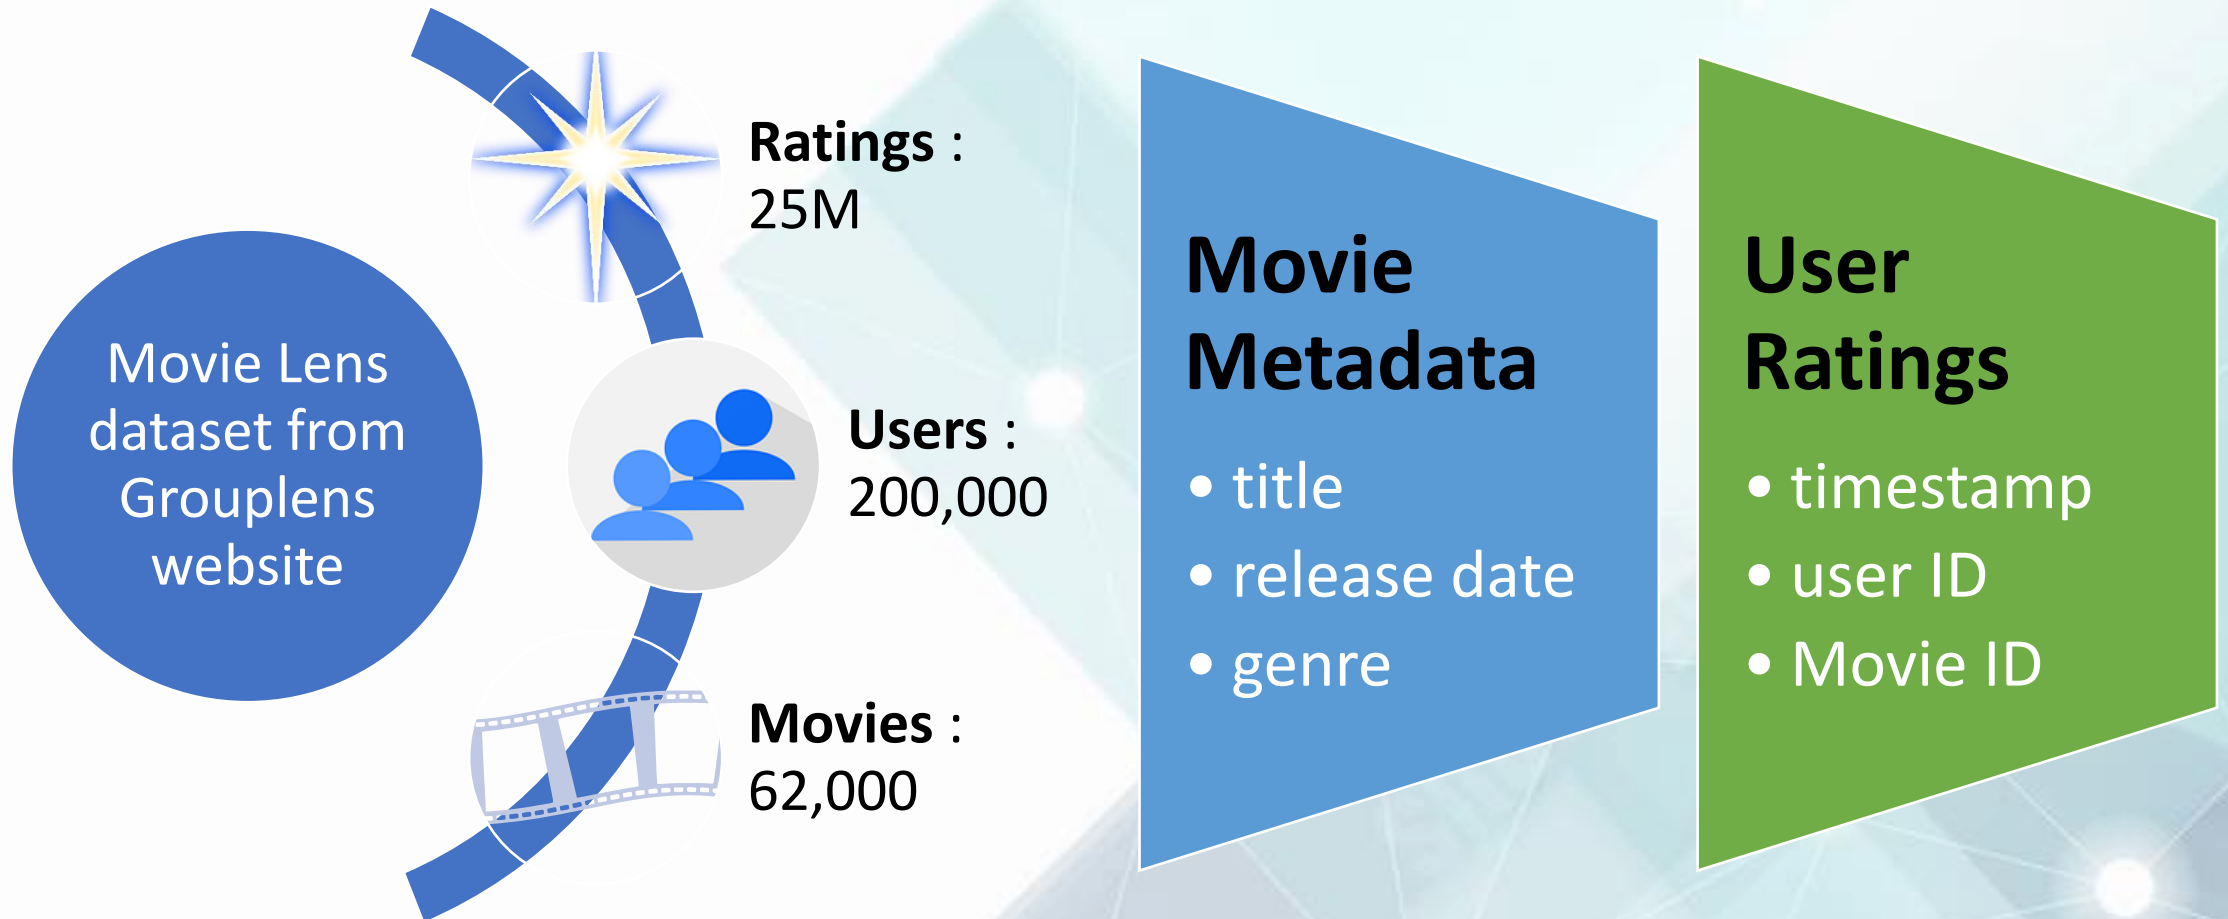 Movie Lens
dataset from
Grouplens
website
Ratings :
25M
Users :
200,000
Movies :
62,000
Movie
Metadata
• title
• release date
• genre
User
Ratings
• timestamp
• user ID
• Movie ID